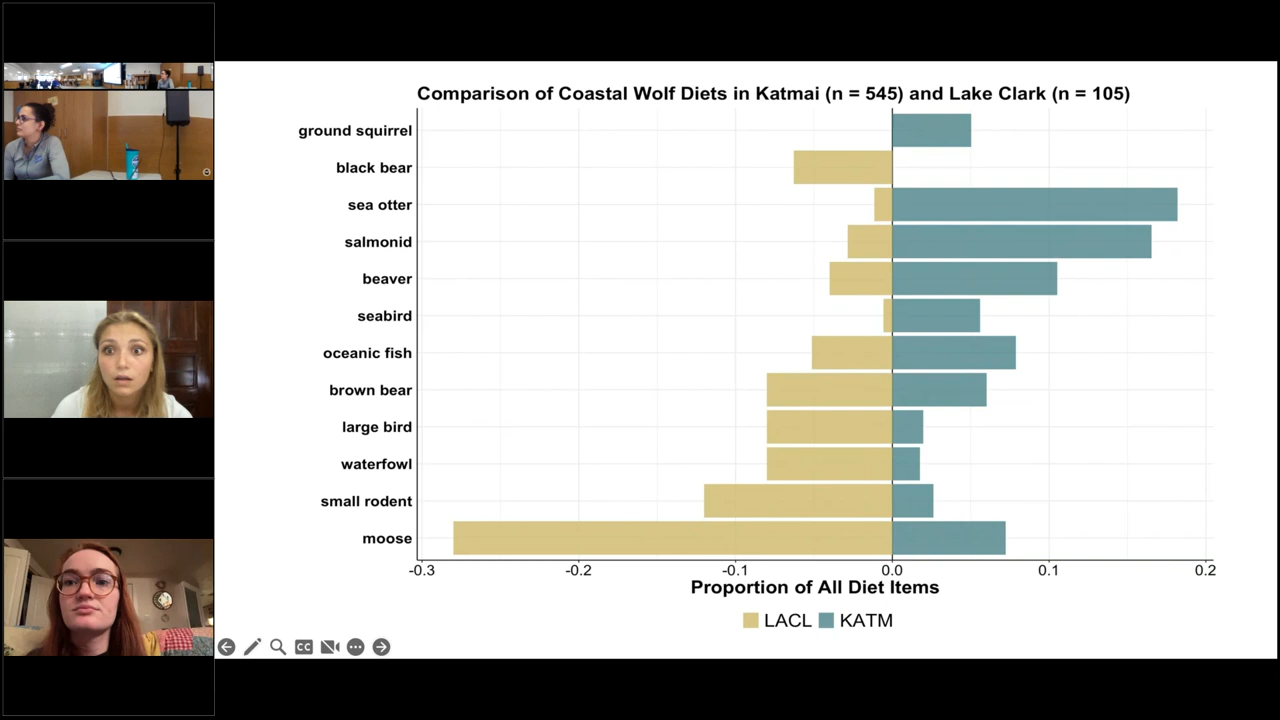 Comparison of Coastal Wolf Diets in Katmai (n = 545) and Lake Clark (n = 105)
ground squirrel
black bear
sea otter
salmonid
beaver
seabird
oceanic fish
brown bear
large bird
waterfowl
small rodent
moose
-0.3 -0.2 -0.1 0.0 0.1 0.2
Proportion of All Diet Items
LACL KATM
CC